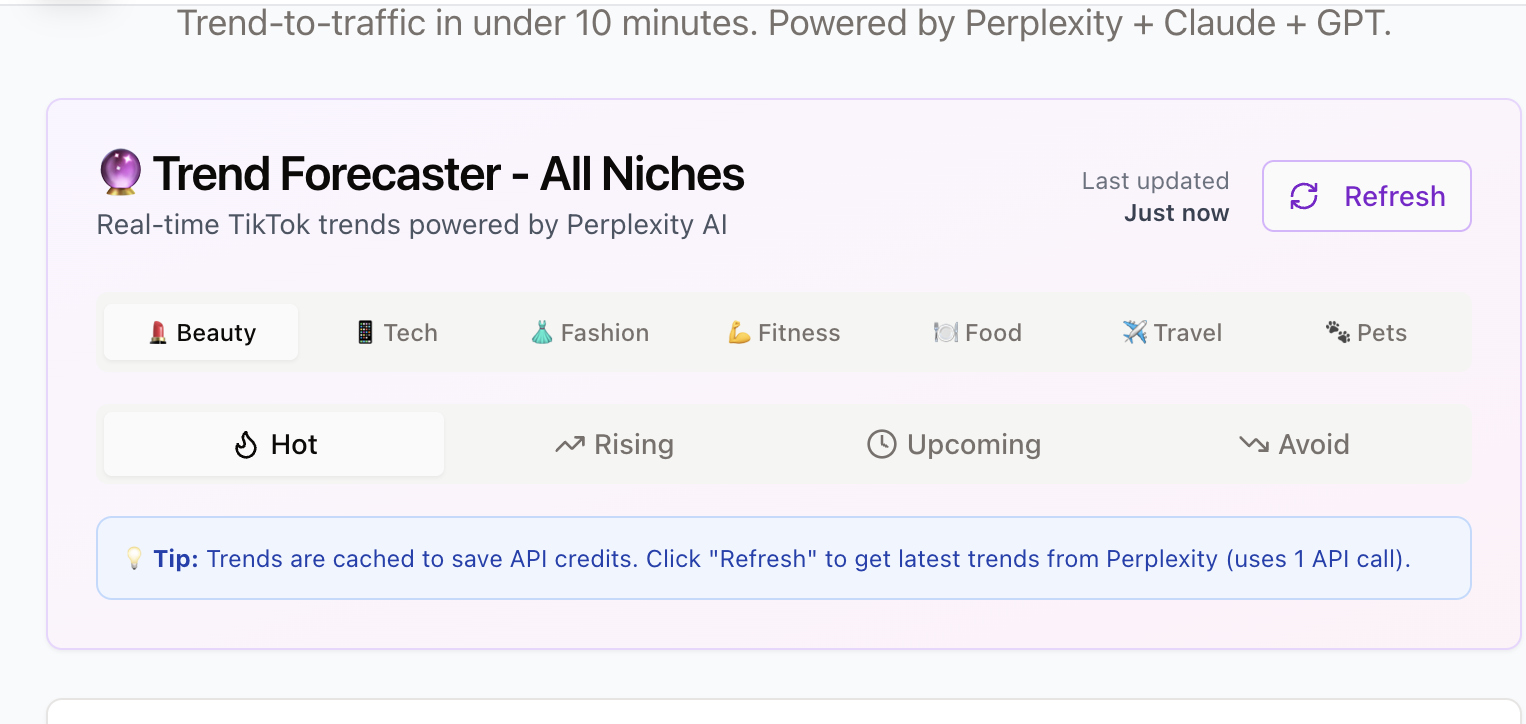 Trend-to-traffic in under 10 minutes. Powered by Perplexity + Claude + GPT.
🔮 Trend Forecaster - All Niches
Real-time TikTok trends powered by Perplexity AI
Last updated
Just now
Refresh
💄 Beauty 📱 Tech 👗 Fashion 💪 Fitness 🍽️ Food ✈️ Travel 🐾 Pets
Hot Rising Upcoming Avoid
💡 Tip: Trends are cached to save API credits. Click "Refresh" to get latest trends from Perplexity (uses 1 API call).